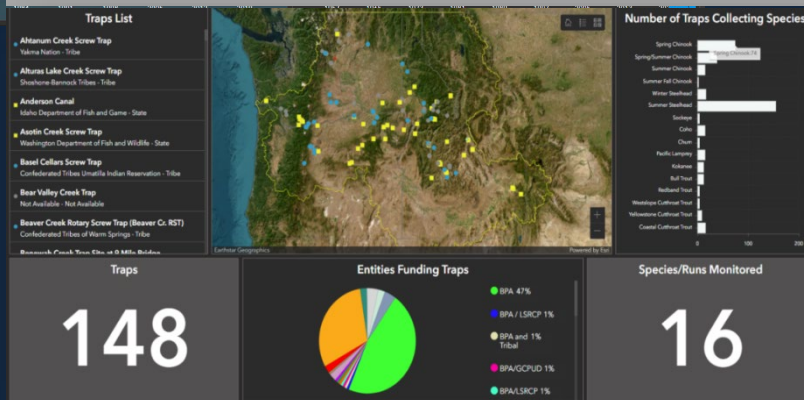 Traps List
Ahtanum Creek Screw Trap
Yakma Nation - Tribe
Alturas Lake Creek Screw Trap
Shoshone-Bannock Tribes - Tribe
Anderson Canal
Idaho Department of Fish and Game - State
Asotin Creek Screw Trap
Washington Department of Fish and Wildlife - State
Basel Cellars Screw Trap
Confederated Tribes Umatilla Indian Reservation - Tribe
Bear Valley Creek Trap
Not Available - Not Available
Beaver Creek Rotary Screw Trap (Beaver Cr. RST)
Confederated Tribes of Warm Springs - Tribe
Earthstar Geographics
Powered by Esri
Number of Traps Collecting Species
Spring Chinook
Spring Chinook 74
Spring/Summer Chinook
Summer Chinook
Summer Fall Chinook
Winter Steelhead
Summer Steelhead
Sockeye
Coho
Chum
Pacific Lamprey
Kokanee
Bull Trout
Redband Trout
Westslope Cutthroat Trout
Yellowstone Cutthroat Trout
Coastal Cutthroat Trout
0 100 200
Traps
148
Entities Funding Traps
BPA 47%
BPA / LSRCP 1%
BPA and 1%
Tribal
BPA/GCPUD 1%
BPA/LSRCP 1%
Species/Runs Monitored
16